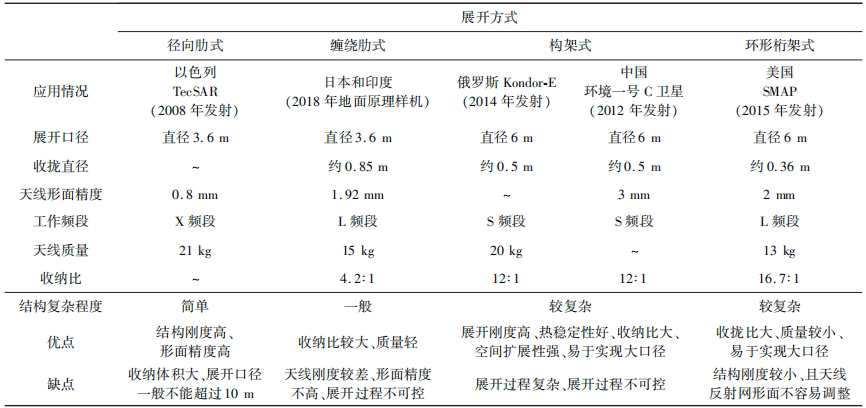 展开方式
径向肋式 缠绕肋式 构架式 环形桁架式
应用情况 以色列 TecSAR (2008 年发射) 日本和印度 (2018 年地面原理样机) 俄罗斯 Kondor-E (2014 年发射) 中国 环境一号 C 卫星 (2012 年发射) 美国 SMAP (2015 年发射)
展开口径 直径 3.6 m 直径 3.6 m 直径 6 m 直径 6 m 直径 6 m
收拢直径 ~ 约 0.85 m 约 0.5 m 约 0.5 m 约 0.36 m
天线形面精度 0.8 mm 1.92 mm ~ 3 mm 2 mm
工作频段 X 频段 L 频段 S 频段 S 频段 L 频段
天线质量 21 kg 15 kg 20 kg ~ 13 kg
收纳比 ~ 4.2:1 12:1 12:1 16.7:1
结构复杂程度 简单 一般 较复杂 较复杂
优点 结构刚度高、形面精度高 收纳比较大、质量轻 展开刚度高、热稳定性好、收纳比大、空间扩展性强、易于实现大口径 收拢比大、质量较小、易于实现大口径
缺点 收纳体积大、展开口径一般不能超过 10 m 天线刚度较差、形面精度不高、展开过程不可控 展开过程复杂、展开过程不可控 结构刚度较小、且天线反射网形面不容易调整